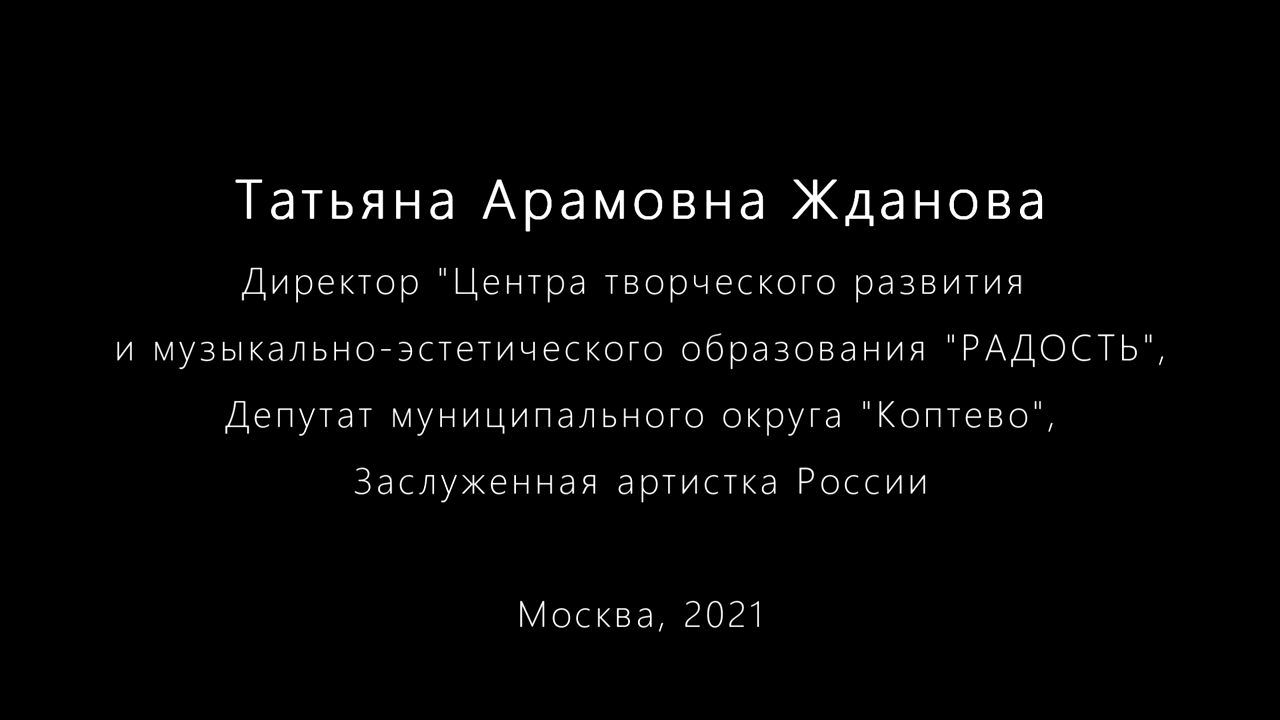 Татьяна Арамовна Жданова
Директор "Центра творческого развития
и музыкально-эстетического образования "РАДОСТЬ",
Депутат муниципального округа "Коптево",
Заслуженная артистка России
Москва, 2021